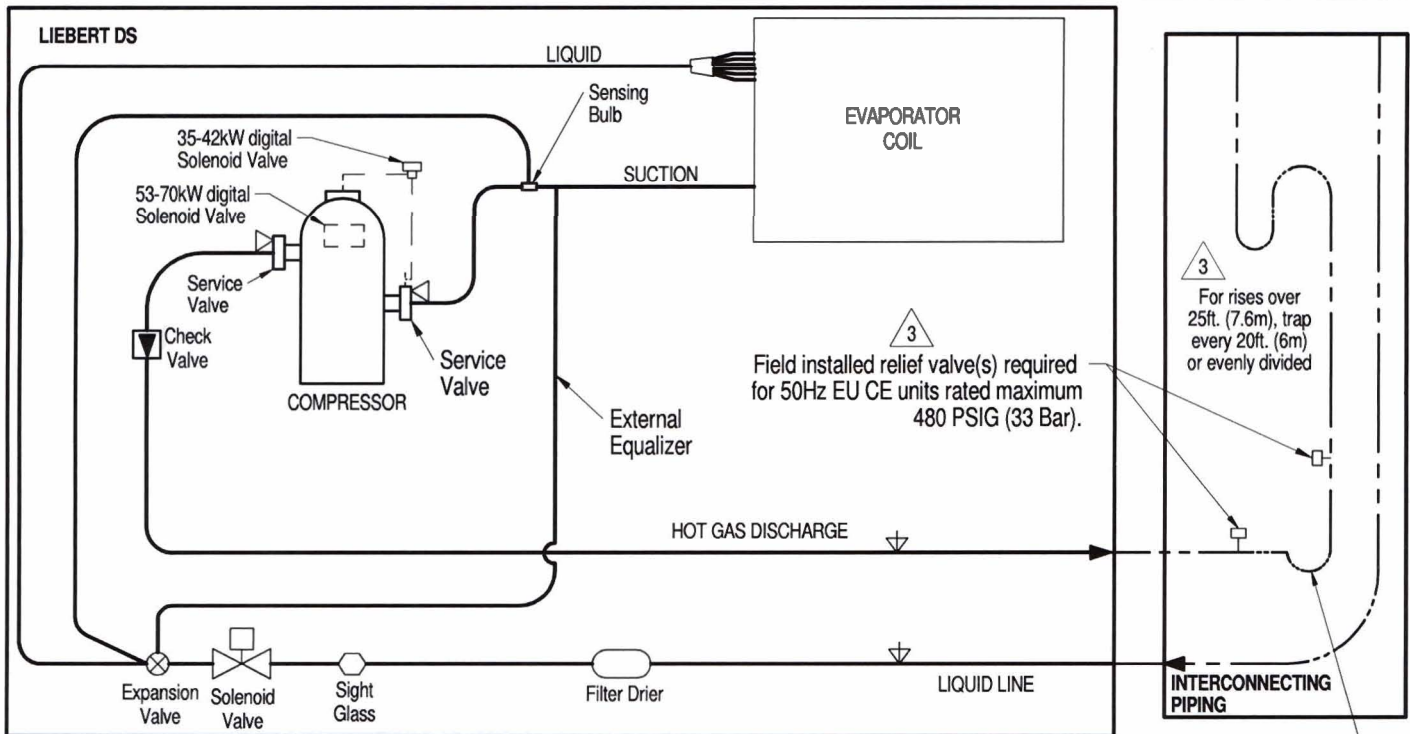 LIEBERT DS
LIQUID
Sensing
Bulb
EVAPORATOR
COIL
35-42kW digital
Solenoid Valve
SUCTION
53-70kW digital
Solenoid Valve
Service
Valve
Check
Valve
Service
Valve
COMPRESSOR
External
Equalizer
3
Field installed relief valve(s) required
for 50Hz EU CE units rated maximum
480 PSIG (33 Bar).
3
For rises over
25ft. (7.6m), trap
every 20ft. (6m)
or evenly divided
HOT GAS DISCHARGE
Expansion
Valve
Solenoid
Valve
Sight
Glass
Filter Drier
LIQUID LINE
INTERCONNECTING
PIPING